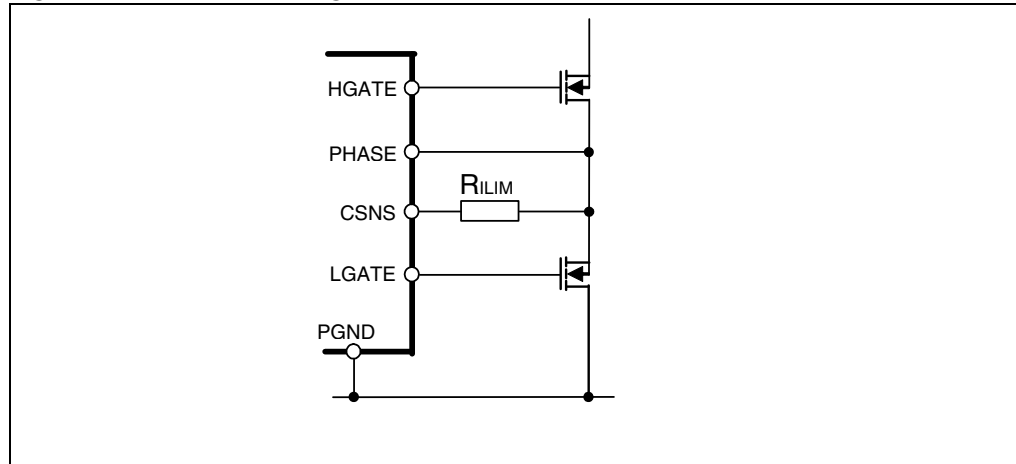 HGATE
PHASE
RILIM
CSNS
LGATE
PGND